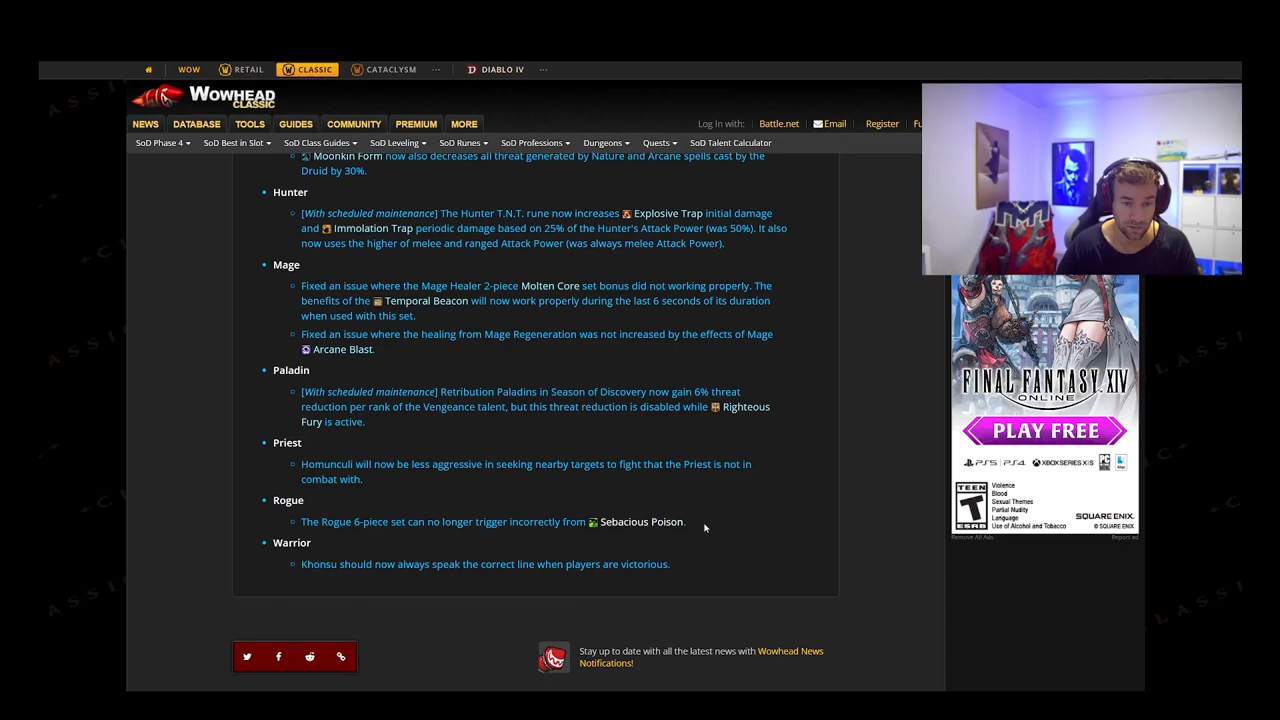 WOW
RETAIL
CLASSIC
CATACLYSM
DIABLO IV
WOWHEAD
CLASSIC
NEWS
DATABASE
TOOLS
GUIDES
COMMUNITY
PREMIUM
MORE
Log In with:
Battle.net
Email
Register
SoD Phase 4
SoD Best in Slot
SoD Class Guides
SoD Leveling
SoD Runes
SoD Professions
Dungeons
Quests
SoD Talent Calculator
Moonkin Form now also decreases all threat generated by Nature and Arcane spells cast by the
Druid by 30%.
Hunter
[With scheduled maintenance] The Hunter T.N.T. rune now increases Explosive Trap initial damage
and Immolation Trap periodic damage based on 25% of the Hunter's Attack Power (was 50%). It also
now uses the higher of melee and ranged Attack Power (was always melee Attack Power).
Mage
Fixed an issue where the Mage Healer 2-piece Molten Core set bonus did not working properly. The
benefits of the Temporal Beacon will now work properly during the last 6 seconds of its duration
when used with this set.
Fixed an issue where the healing from Mage Regeneration was not increased by the effects of Mage
Arcane Blast.
Paladin
[With scheduled maintenance] Retribution Paladins in Season of Discovery now gain 6% threat
reduction per rank of the Vengeance talent, but this threat reduction is disabled while Righteous
Fury is active.
Priest
Homunculi will now be less aggressive in seeking nearby targets to fight that the Priest is not in
combat with.
Rogue
The Rogue 6-piece set can no longer trigger incorrectly from Sebacious Poison.
Warrior
Khonsu should now always speak the correct line when players are victorious.
Stay up to date with all the latest news with Wowhead News
Notifications!
FINAL FANTASY XIV
ONLINE
PLAY FREE
PS5 | PS4
XBOX SERIES X|S
PC
Mac
TEEN
T
ESRB
Violence
Blood
Sexual Themes
Partial Nudity
Language
Use of Alcohol and Tobacco
SQUARE ENIX.
© SQUARE ENIX
Remove All Ads
Report ad